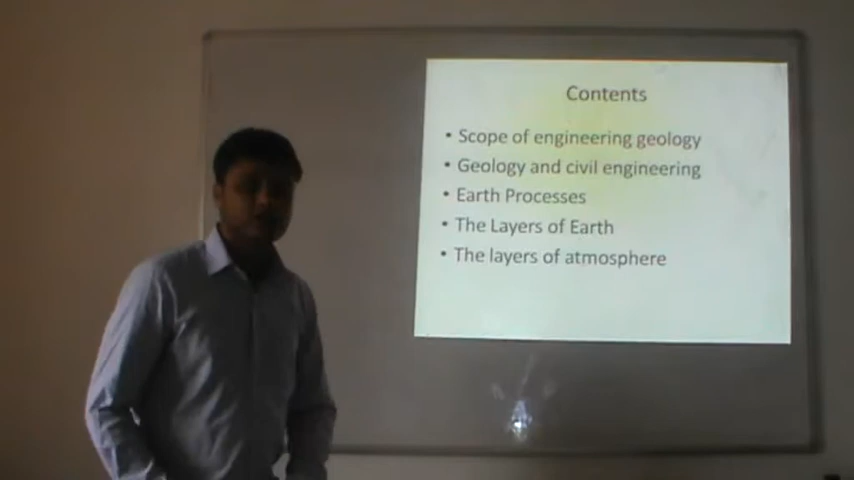 Contents
• Scope of engineering geology
• Geology and civil engineering
• Earth Processes
• The Layers of Earth
• The layers of atmosphere